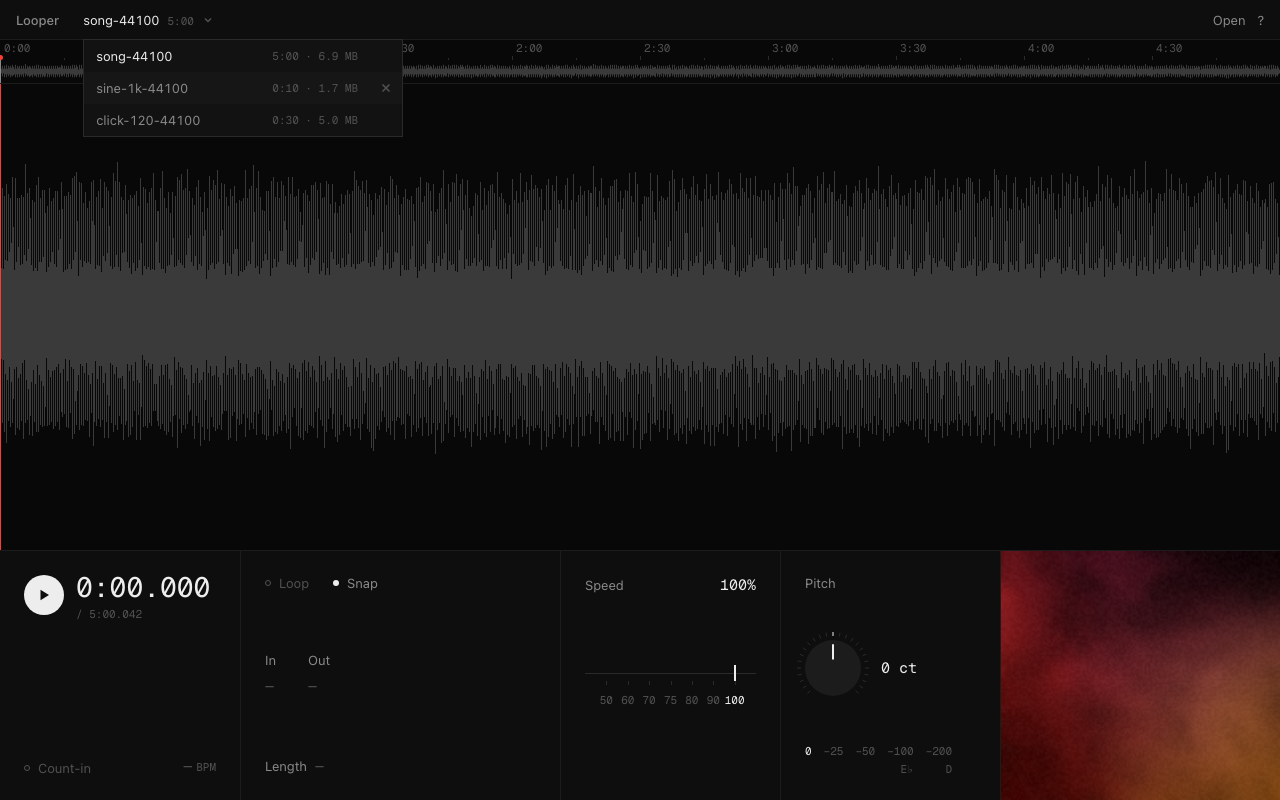 Looper song-44100 5:00 Open ?
0:00 30 2:00 2:30 3:00 3:30 4:00 4:30
song-44100 5:00 · 6.9 MB
sine-1k-44100 0:10 · 1.7 MB ×
click-120-44100 0:30 · 5.0 MB
0:00.000
/ 5:00.042
Count-in — BPM
Loop Snap
In Out
— —
Length —
Speed 100%
50 60 70 75 80 90 100
Pitch
0 ct
0 −25 −50 −100 −200
E♭ D